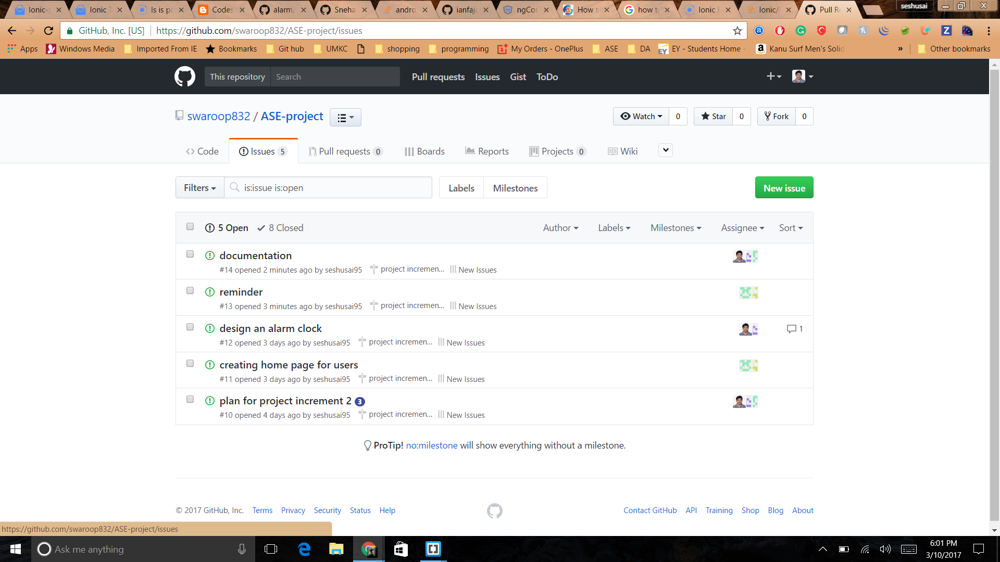 Ionic-s Ionic T Is is po Codes alarm/ Sneha andro ianfaja ngCor How t how to Ionic Ionic/ Pull Re seshusai
GitHub, Inc. [US] https://github.com/swaroop832/ASE-project/issues
Apps Windows Media Imported From IE Bookmarks Git hub UMKC shopping programming My Orders - OnePlus ASE DA EY - Students Home - Kanu Surf Men's Solid » Other bookmarks
This repository Search Pull requests Issues Gist ToDo
swaroop832 / ASE-project Watch 0 Star 0 Fork 0
Code Issues 5 Pull requests 0 Boards Reports Projects 0 Wiki
Filters is:issue is:open Labels Milestones New issue
5 Open 8 Closed Author Labels Milestones Assignee Sort
documentation
#14 opened 2 minutes ago by seshusai95 project incremen... New Issues
reminder
#13 opened 3 minutes ago by seshusai95 project incremen... New Issues
design an alarm clock 1
#12 opened 3 days ago by seshusai95 project incremen... New Issues
creating home page for users
#11 opened 3 days ago by seshusai95 project incremen... New Issues
plan for project increment 2 3
#10 opened 4 days ago by seshusai95 project incremen... New Issues
ProTip! no:milestone will show everything without a milestone.
© 2017 GitHub, Inc. Terms Privacy Security Status Help Contact GitHub API Training Shop Blog About
https://github.com/swaroop832/ASE-project/issues
Ask me anything 6:01 PM
3/10/2017